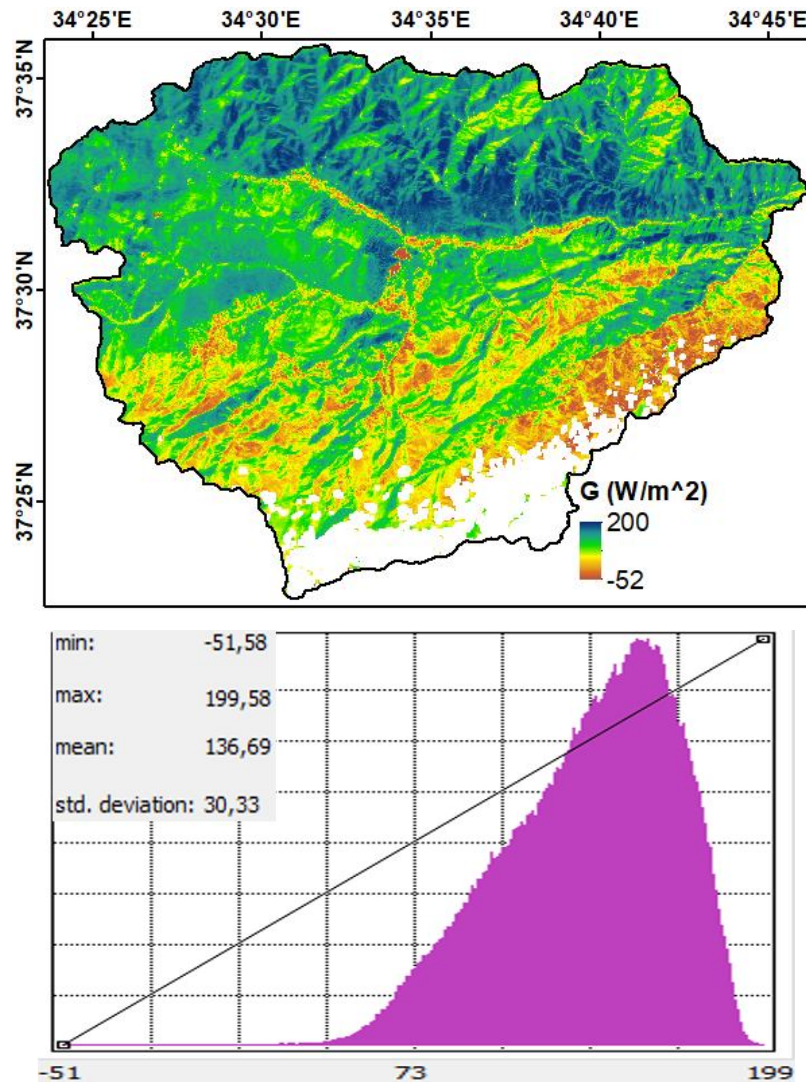 34°25'E 34°30'E 34°35'E 34°40'E 34°45'E
37°35'N
37°30'N
37°25'N
G (W/m^2)
200
-52
min: -51,58
max: 199,58
mean: 136,69
std. deviation: 30,33
-51 73 199